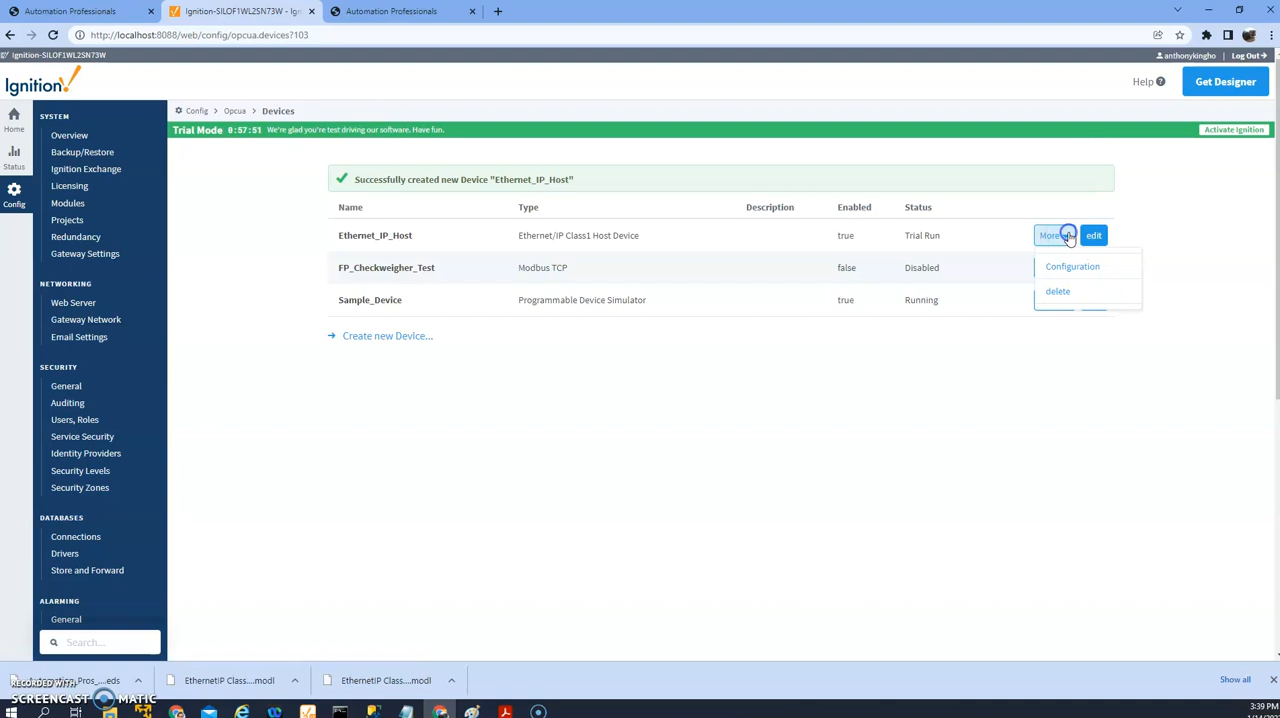 Automation Professionals
Ignition-SILOF1WL2SN73W - Ign
Automation Professionals
http://localhost:8088/web/config/opcua.devices?103
Ignition-SILOF1WL2SN73W
anthonykingho
Log Out
Ignition!
Help
Get Designer
Home
Status
Config
SYSTEM
Overview
Backup/Restore
Ignition Exchange
Licensing
Modules
Projects
Redundancy
Gateway Settings
NETWORKING
Web Server
Gateway Network
Email Settings
SECURITY
General
Auditing
Users, Roles
Service Security
Identity Providers
Security Levels
Security Zones
DATABASES
Connections
Drivers
Store and Forward
ALARMING
General
Search...
Config > Opcua > Devices
Trial Mode 0:57:51 We're glad you're test driving our software. Have fun.
Activate Ignition
Successfully created new Device "Ethernet_IP_Host"
Name Type Description Enabled Status
Ethernet_IP_Host Ethernet/IP Class1 Host Device true Trial Run More edit
FP_Checkweigher_Test Modbus TCP false Disabled
Sample_Device Programmable Device Simulator true Running
Configuration
delete
Create new Device...
EthernetIP Class....modl
EthernetIP Class....modl
Show all
RECORDED WITH
SCREENCAST MATIC
3:39 PM